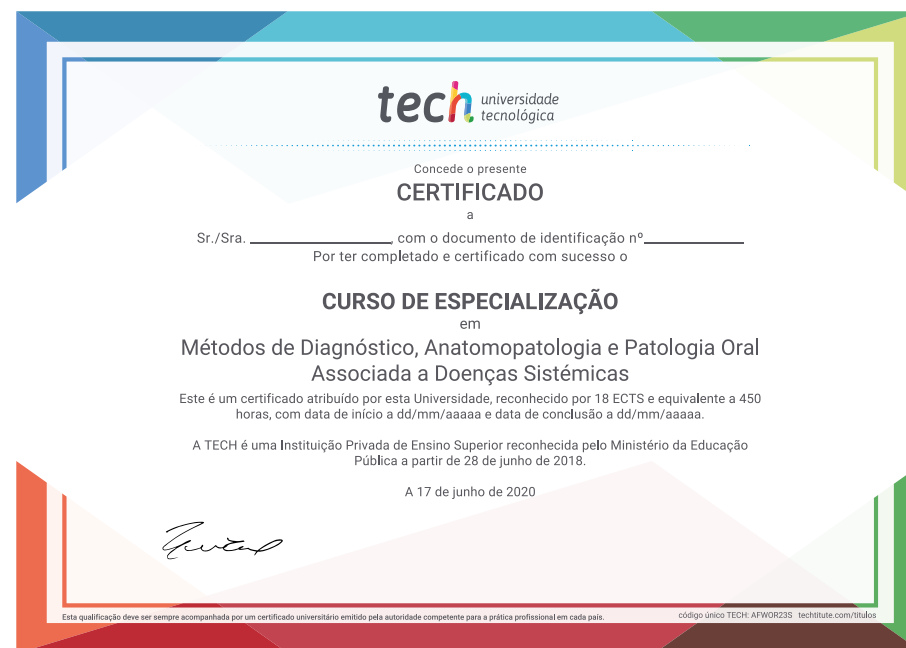 tech universidade
tecnológica
Concede o presente
CERTIFICADO
a
Sr./Sra. ____________________, com o documento de identificação nº______________
Por ter completado e certificado com sucesso o
CURSO DE ESPECIALIZAÇÃO
em
Métodos de Diagnóstico, Anatomopatologia e Patologia Oral
Associada a Doenças Sistémicas
Este é um certificado atribuído por esta Universidade, reconhecido por 18 ECTS e equivalente a 450
horas, com data de início a dd/mm/aaaaa e data de conclusão a dd/mm/aaaaa.
A TECH é uma Instituição Privada de Ensino Superior reconhecida pelo Ministério da Educação
Pública a partir de 28 de junho de 2018.
A 17 de junho de 2020
Esta qualificação deve ser sempre acompanhada por um certificado universitário emitido pela autoridade competente para a prática profissional em cada país.
código único TECH: AFWOR23S techtitute.com/titulos